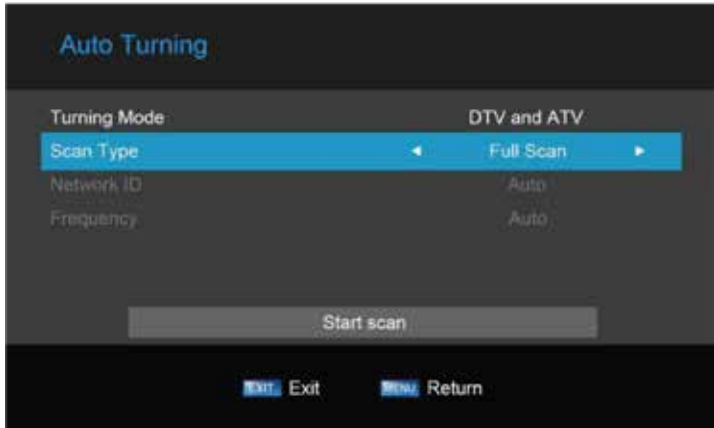 Auto Turning
Turning Mode DTV and ATV
Scan Type Full Scan
Network ID Auto
Frequency Auto
Start scan
EXIT Exit MENU Return